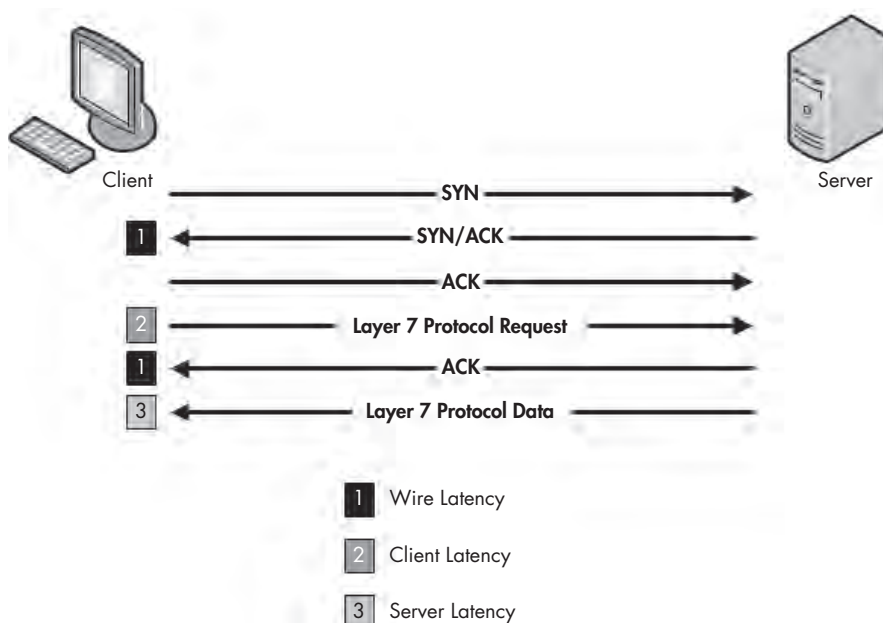 Client
Server
SYN
1
SYN/ACK
ACK
2
Layer 7 Protocol Request
1
ACK
3
Layer 7 Protocol Data
1 Wire Latency
2 Client Latency
3 Server Latency